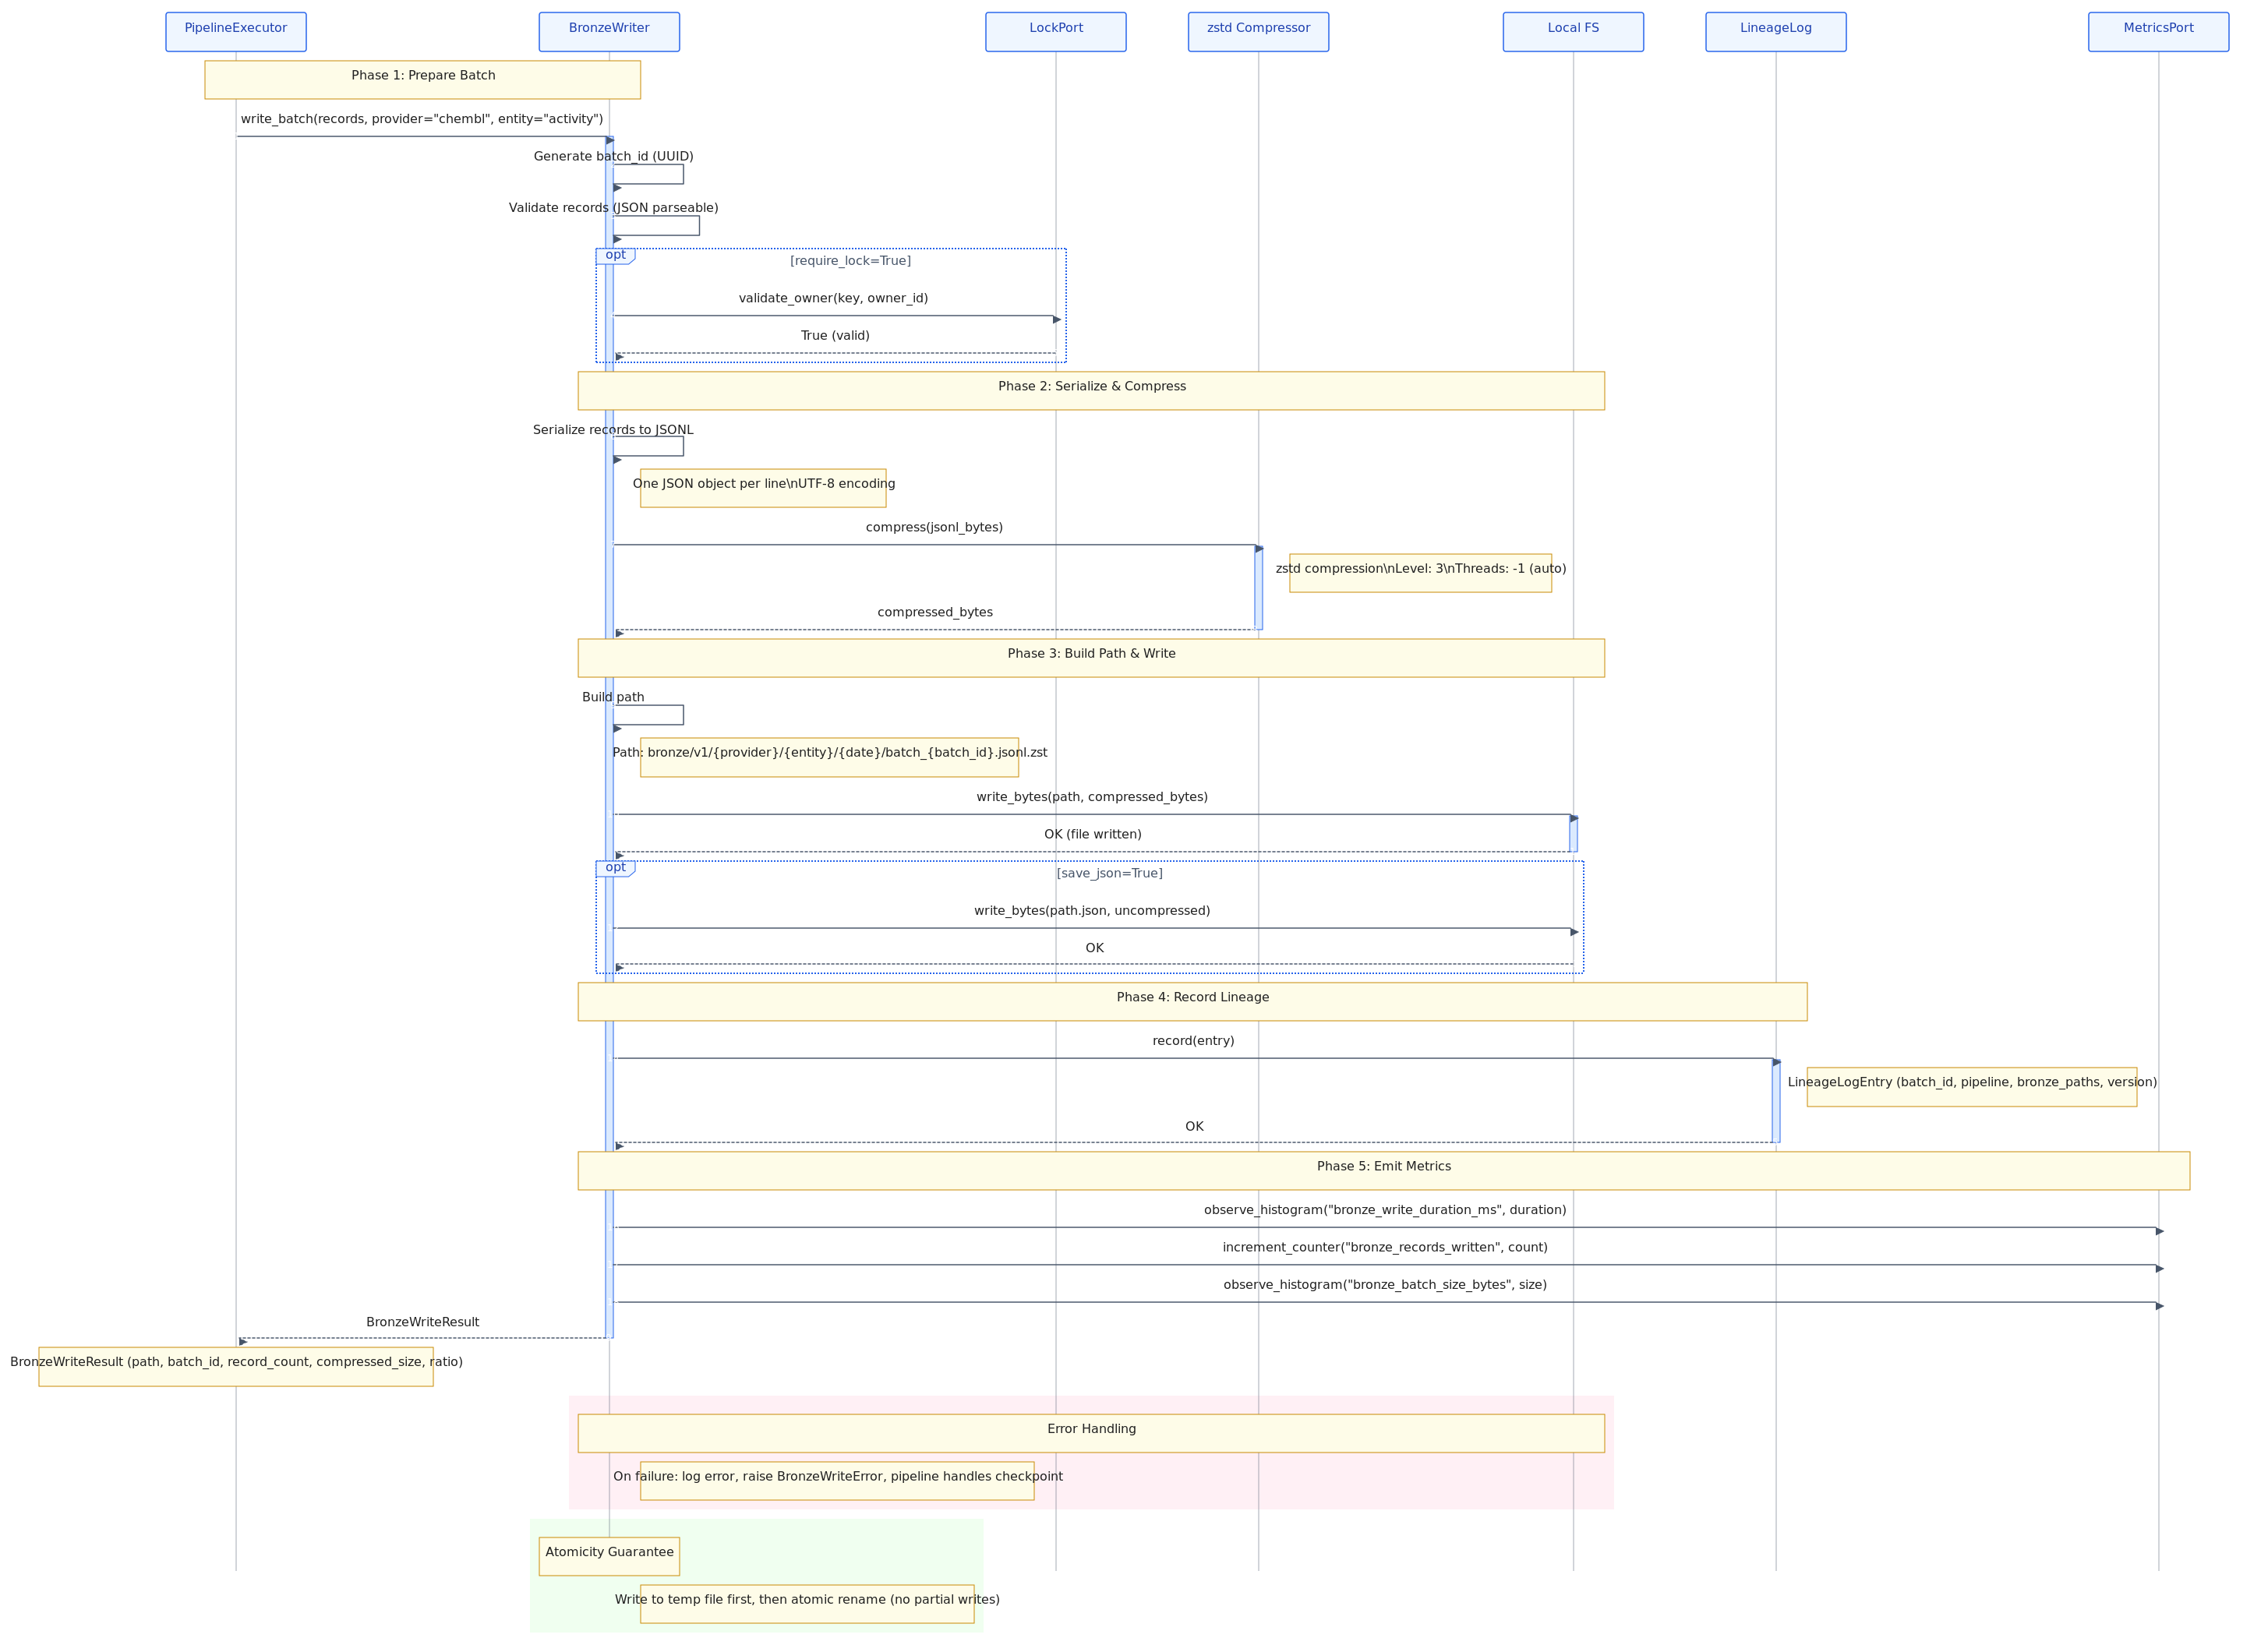 PipelineExecutor
BronzeWriter
LockPort
zstd Compressor
Local FS
LineageLog
MetricsPort
Phase 1: Prepare Batch
write_batch(records, provider="chembl", entity="activity")
Generate batch_id (UUID)
Validate records (JSON parseable)
opt
[require_lock=True]
validate_owner(key, owner_id)
True (valid)
Phase 2: Serialize & Compress
Serialize records to JSONL
One JSON object per line\nUTF-8 encoding
compress(jsonl_bytes)
zstd compression\nLevel: 3\nThreads: -1 (auto)
compressed_bytes
Phase 3: Build Path & Write
Build path
Path: bronze/v1/{provider}/{entity}/{date}/batch_{batch_id}.jsonl.zst
write_bytes(path, compressed_bytes)
OK (file written)
opt
[save_json=True]
write_bytes(path.json, uncompressed)
OK
Phase 4: Record Lineage
record(entry)
LineageLogEntry (batch_id, pipeline, bronze_paths, version)
OK
Phase 5: Emit Metrics
observe_histogram("bronze_write_duration_ms", duration)
increment_counter("bronze_records_written", count)
observe_histogram("bronze_batch_size_bytes", size)
BronzeWriteResult
BronzeWriteResult (path, batch_id, record_count, compressed_size, ratio)
Error Handling
On failure: log error, raise BronzeWriteError, pipeline handles checkpoint
Atomicity Guarantee
Write to temp file first, then atomic rename (no partial writes)